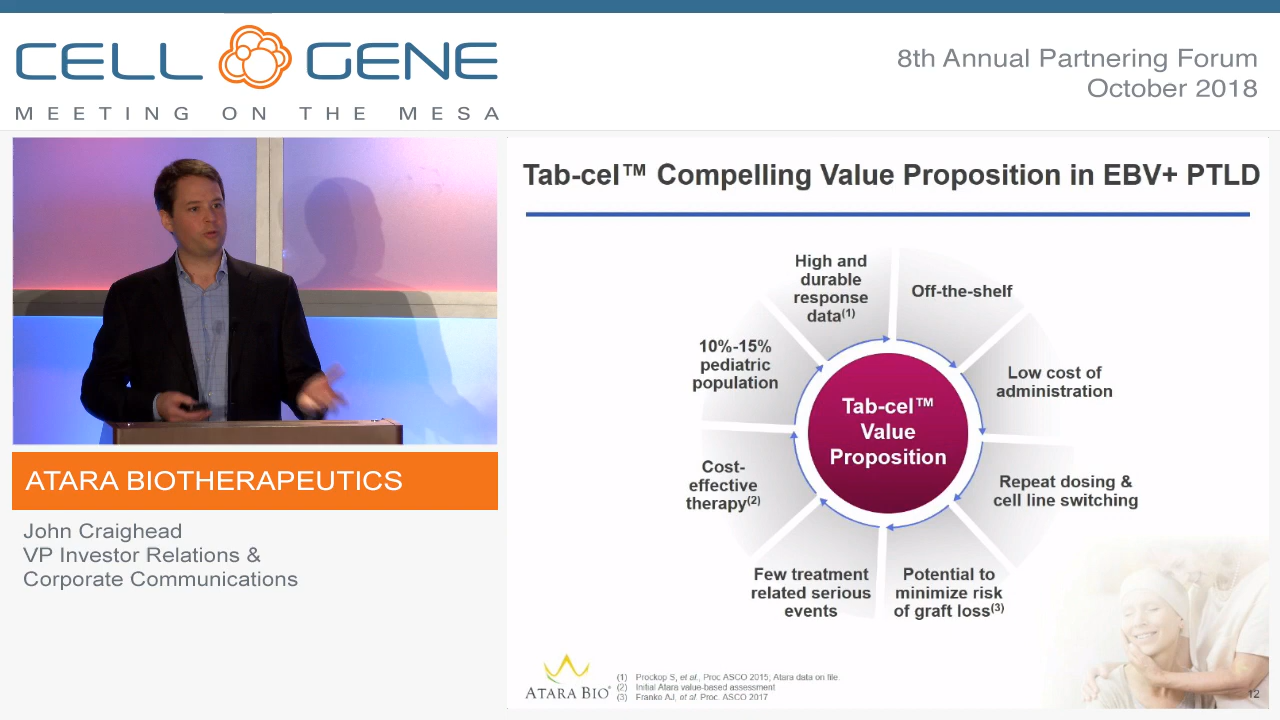 CELL GENE
MEETING ON THE MESA
8th Annual Partnering Forum
October 2018
ATARA BIOTHERAPEUTICS
John Craighead
VP Investor Relations &
Corporate Communications
Tab-cel™ Compelling Value Proposition in EBV+ PTLD
High and
durable
response
data(1)
Off-the-shelf
Low cost of
administration
Repeat dosing &
cell line switching
Potential to
minimize risk
of graft loss(3)
Few treatment
related serious
events
Cost-
effective
therapy(2)
10%-15%
pediatric
population
Tab-cel™
Value
Proposition
ATARA BIO®
(1) Prockop S, et al., Proc ASCO 2015, Atara data on file.
(2) Initial Atara value-based assessment
(3) Franko AJ, et al. Proc. ASCO 2017
12